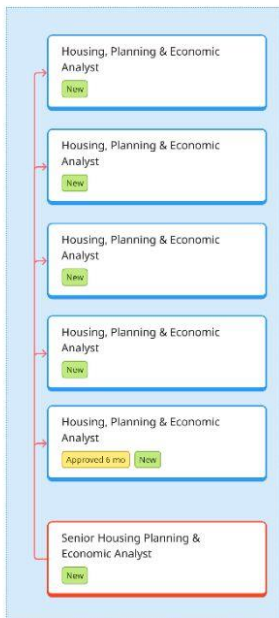 Housing, Planning & Economic
Analyst
New
Housing, Planning & Economic
Analyst
New
Housing, Planning & Economic
Analyst
New
Housing, Planning & Economic
Analyst
New
Housing, Planning & Economic
Analyst
Approved 6 mo New
Senior Housing Planning &
Economic Analyst
New